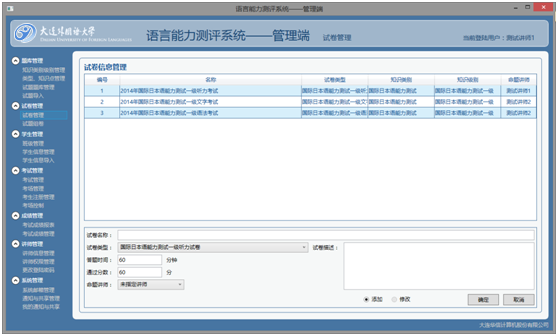 语言能力测评系统——管理端
大连外国语大学
DALIAN UNIVERSITY OF FOREIGN LANGUAGES
语言能力测评系统——管理端 试卷管理
当前登陆用户：测试讲师1
题库管理
知识类别级别管理
类型、知识点管理
试题题库管理
试题导入
试卷管理
试卷管理
试题组卷
学生管理
班级管理
学生信息管理
学生信息导入
考试管理
考试管理
考场管理
考生注册管理
考场控制
成绩管理
考试成绩报表
考试成绩管理
讲师管理
讲师信息管理
讲师权限管理
更改登陆密码
系统管理
系统邮箱管理
通知与共享管理
我的通知与共享
试卷信息管理
编号 名称 试卷类型 知识类别 知识级别 命题讲师
1 2014年国际日本语能力测试一级听力考试 国际日本语能力测试一级听 国际日本语能力测试 国际日本语能力测试一级 测试讲师1
2 2014年国际日本语能力测试一级文字考试 国际日本语能力测试一级文 国际日本语能力测试 国际日本语能力测试一级 测试讲师2
3 2014年国际日本语能力测试一级语法考试 国际日本语能力测试一级语 国际日本语能力测试 国际日本语能力测试一级 测试讲师2
试卷名称：
试卷类型： 国际日本语能力测试一级听力试卷 试卷描述：
答题时间： 60 分钟
通过分数： 60 分
命题讲师： 未指定讲师
添加 修改 确定 取消
大连华信计算机股份有限公司